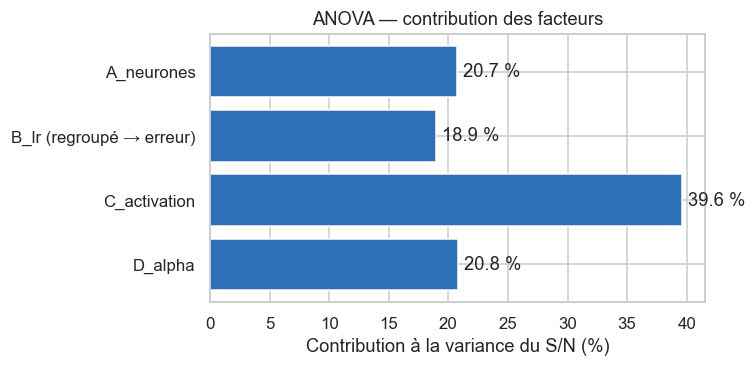 ANOVA — contribution des facteurs
A_neurones
20.7 %
B_lr (regroupé → erreur)
18.9 %
C_activation
39.6 %
D_alpha
20.8 %
0 5 10 15 20 25 30 35 40
Contribution à la variance du S/N (%)